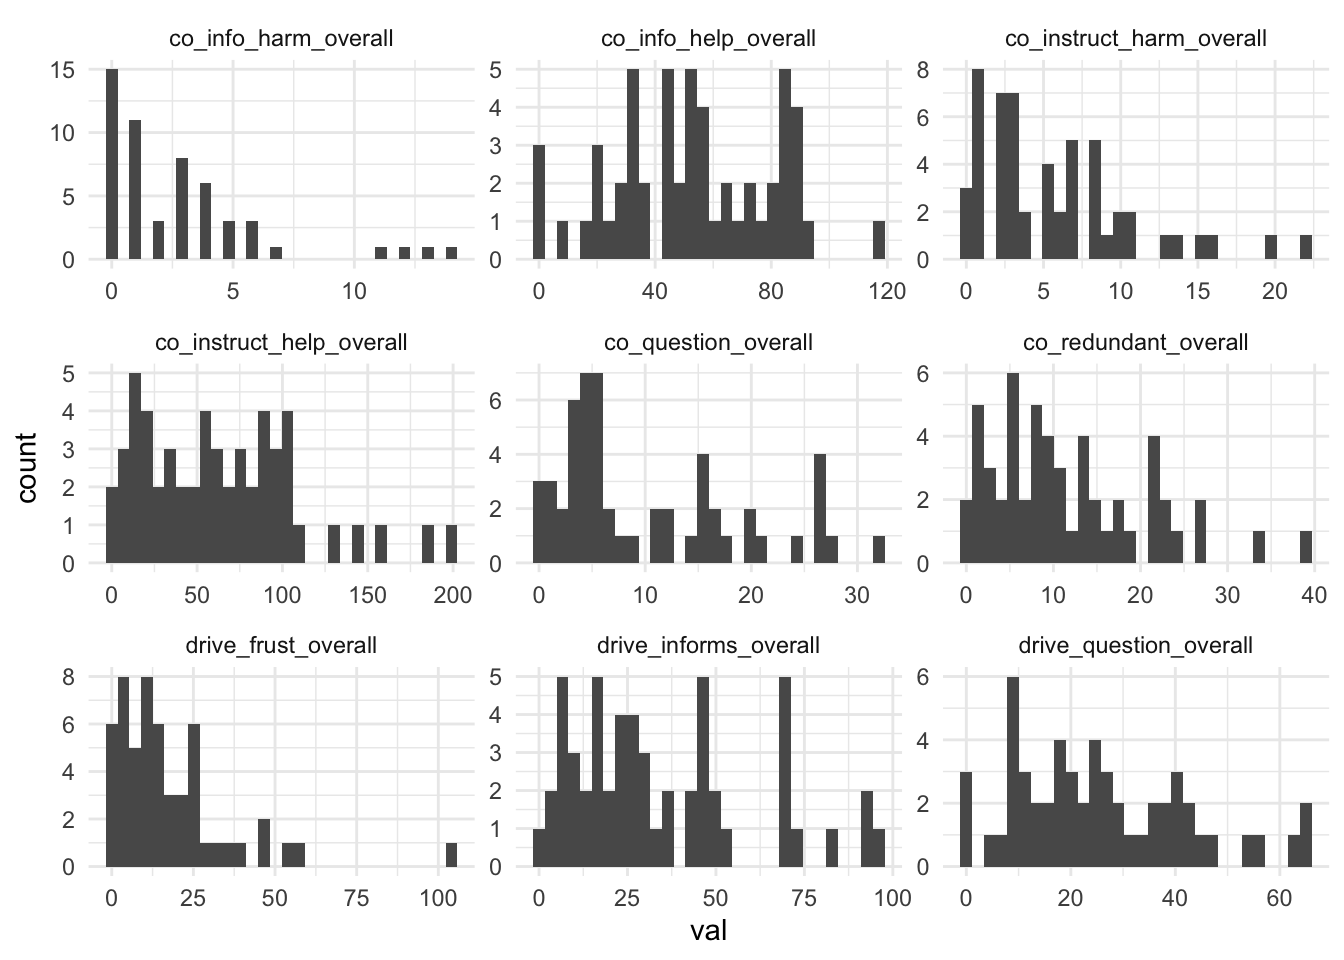 co_info_harm_overall
co_info_help_overall
co_instruct_harm_overall
15
10
5
0
0 5 10
5
4
3
2
1
0
0 40 80 120
8
6
4
2
0
0 5 10 15 20
co_instruct_help_overall
co_question_overall
co_redundant_overall
5
4
3
2
1
0
0 50 100 150 200
6
4
2
0
0 10 20 30
6
4
2
0
0 10 20 30 40
drive_frust_overall
drive_informs_overall
drive_question_overall
8
6
4
2
0
0 25 50 75 100
5
4
3
2
1
0
0 25 50 75 100
6
4
2
0
0 20 40 60
count
val